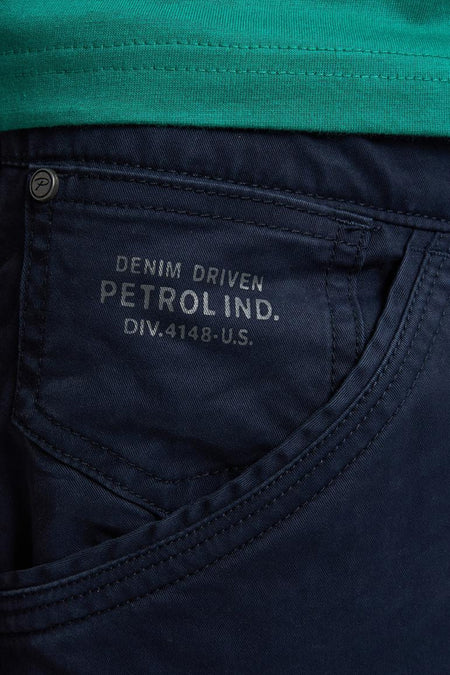 P
DENIM DRIVEN
PETROL IND.
DIV.4148-U.S.